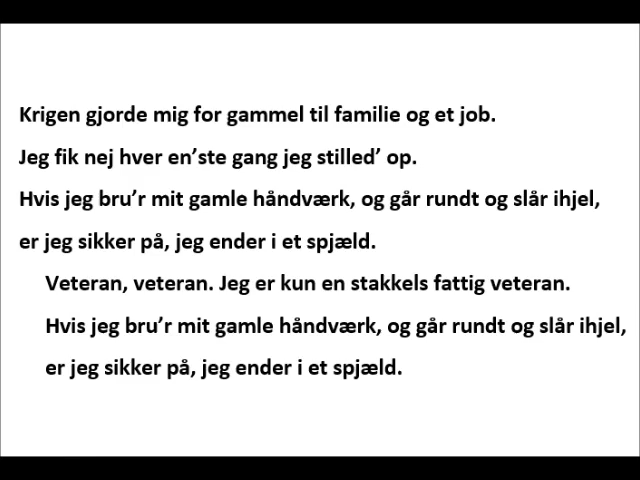 Krigen gjorde mig for gammel til familie og et job.
Jeg fik nej hver en’ste gang jeg stilled’ op.
Hvis jeg bru’r mit gamle håndværk, og går rundt og slår ihjel,
er jeg sikker på, jeg ender i et spjæld.
Veteran, veteran. Jeg er kun en stakkels fattig veteran.
Hvis jeg bru’r mit gamle håndværk, og går rundt og slår ihjel,
er jeg sikker på, jeg ender i et spjæld.